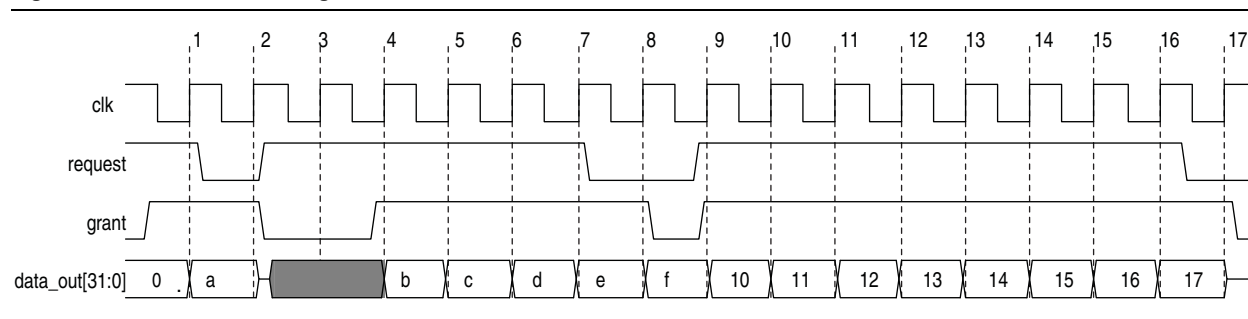 1 2 3 4 5 6 7 8 9 10 11 12 13 14 15 16 17
clk
request
grant
data_out[31:0] 0 a b c d e f 10 11 12 13 14 15 16 17